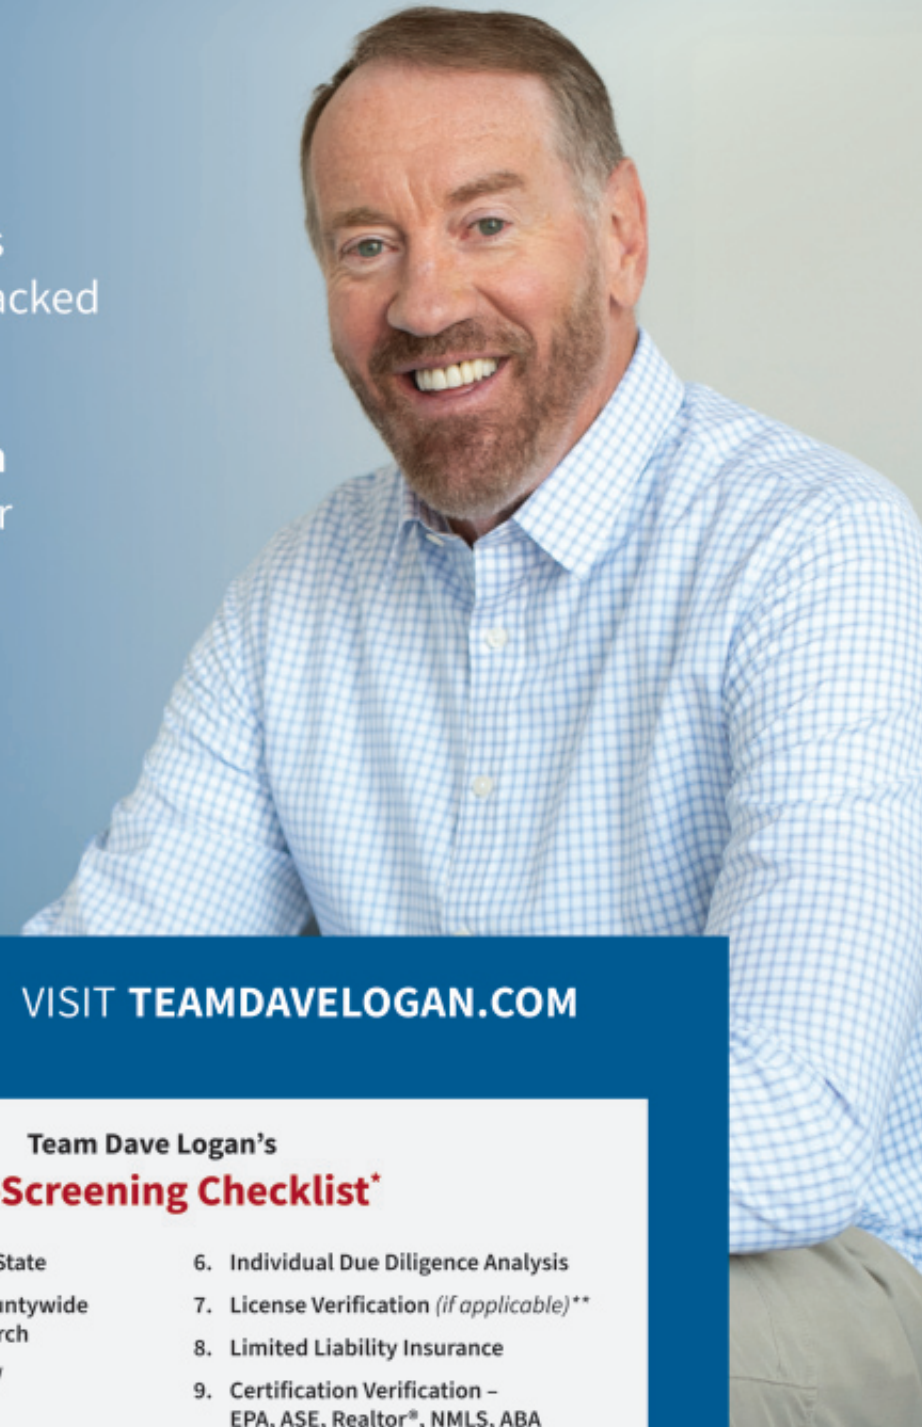 s
acked
n
r
VISIT TEAMDAVELOGAN.COM
Team Dave Logan's
Screening Checklist*
State
untywide
rch
y
6. Individual Due Diligence Analysis
7. License Verification (if applicable)**
8. Limited Liability Insurance
9. Certification Verification –
EPA, ASE, Realtor®, NMLS, ABA